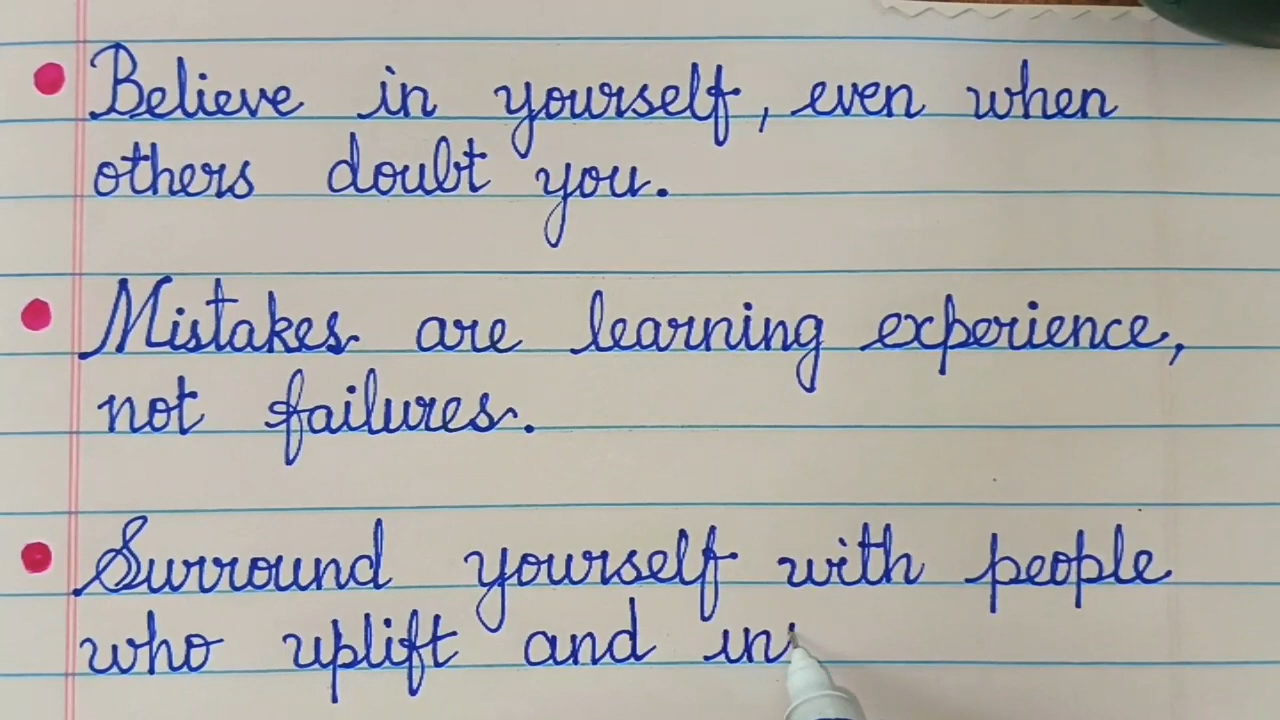 Believe in yourself, even when
others doubt you.
Mistakes are learning experience,
not failures.
Surround yourself with people
who uplift and in